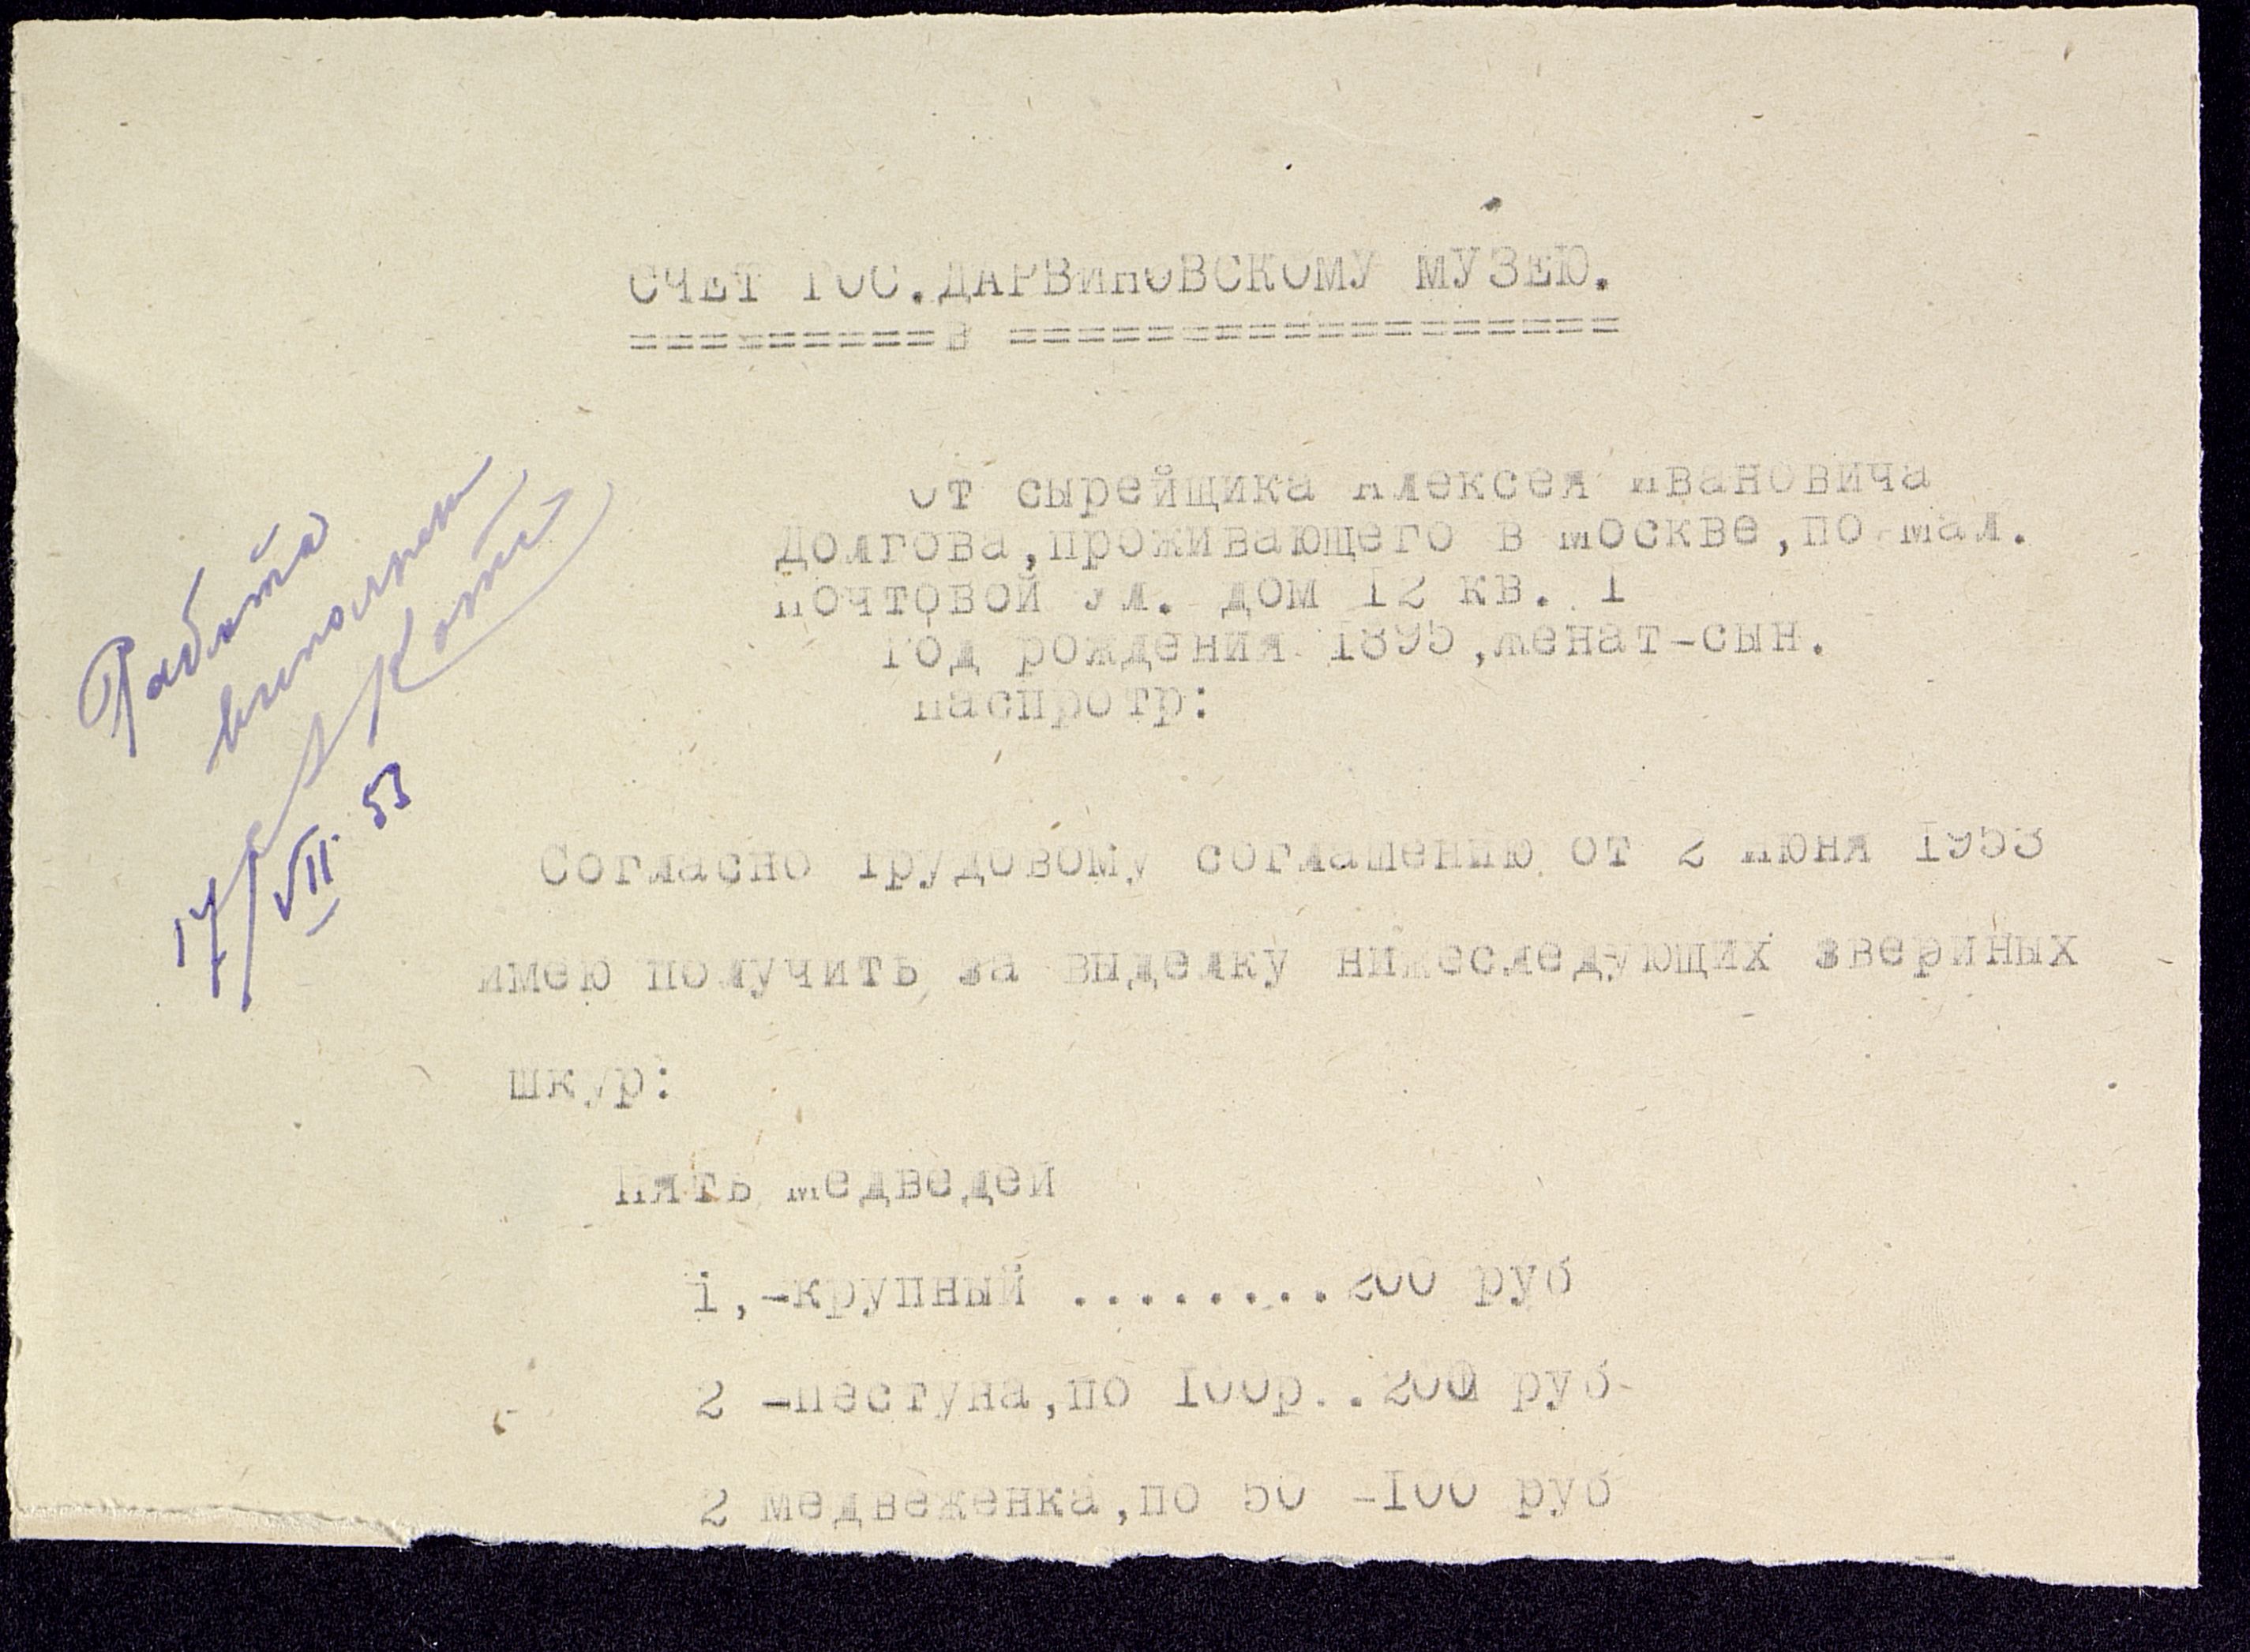 СЧЕТ ГОС.ДАРВИНОВСКОМУ МУЗЕЮ.
От сырейщика Алексея Ивановича
Долгова,проживающего в Москве,по Мал.
Почтовой ул. дом 12 кв. 1
Год рождения 1895,женат-сын.
Паспротр:
Работа
выполнена
Котс
17/VII. 53
Согласно Трудовому соглашению от 2 июня 1953
имею получить за выделку нижеследующих звериных
шкур:
Пять медведей
1,-крупный ........200 руб
2 -пестуна,по 100р..200 руб-
2 медвеженка,по 50 -100 руб